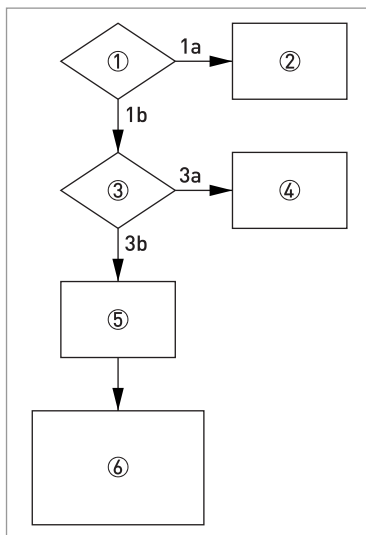 ① 1a ②
1b
③ 3a ④
3b
⑤
⑥